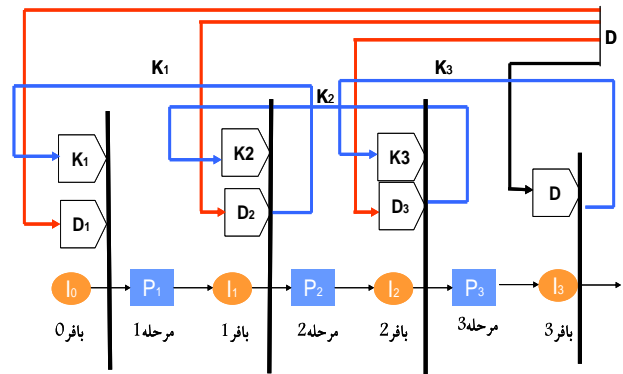 D
K1
K2
K3
K1
K2
K3
D
D1
D2
D3
I0
P1
I1
P2
I2
P3
I3
بافر0
مرحله1
بافر1
مرحله2
بافر2
مرحله3
بافر3